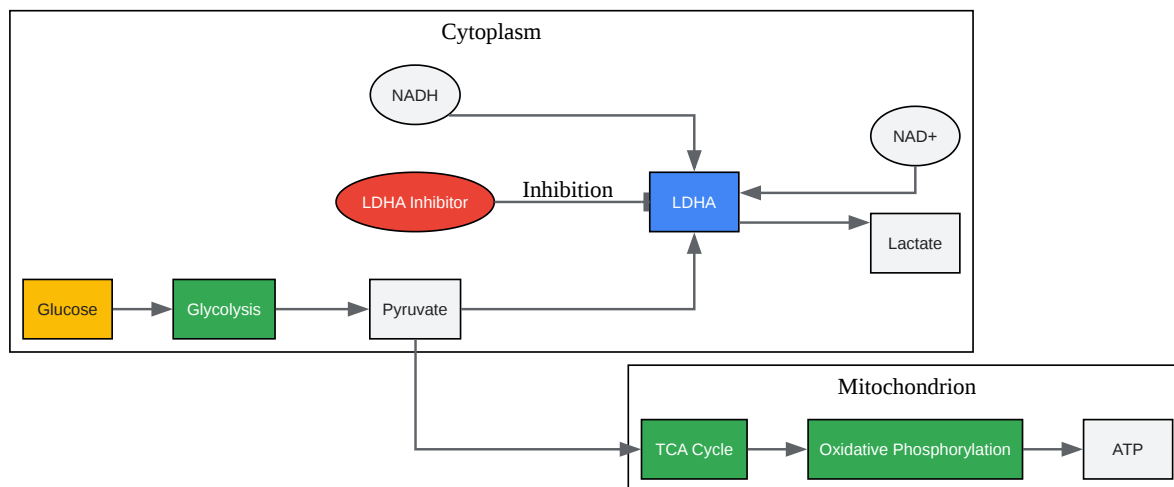 Cytoplasm
NADH
NAD+
LDHA Inhibitor
Inhibition
LDHA
Lactate
Glucose
Glycolysis
Pyruvate
Mitochondrion
TCA Cycle
Oxidative Phosphorylation
ATP